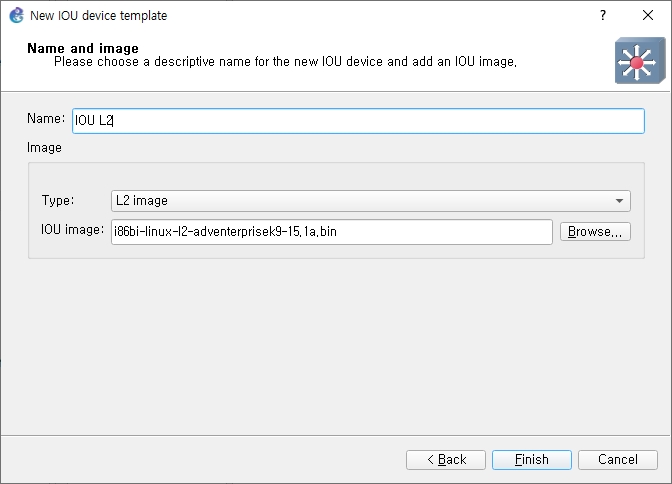 New IOU device template
?
Name and image
Please choose a descriptive name for the new IOU device and add an IOU image.
Name: IOU L2
Image
Type: L2 image
IOU image: i86bi-linux-l2-adventerprisek9-15.1a.bin Browse...
< Back Finish Cancel